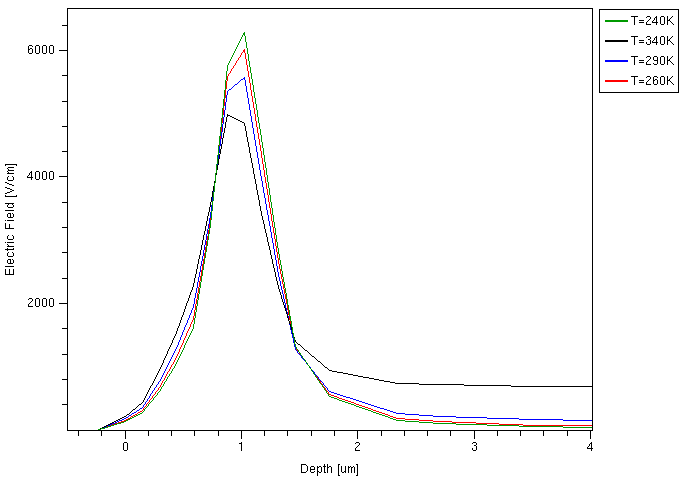 T=240K
T=340K
T=290K
T=260K
6000
4000
2000
Electric Field [V/cm]
0 1 2 3 4
Depth [um]